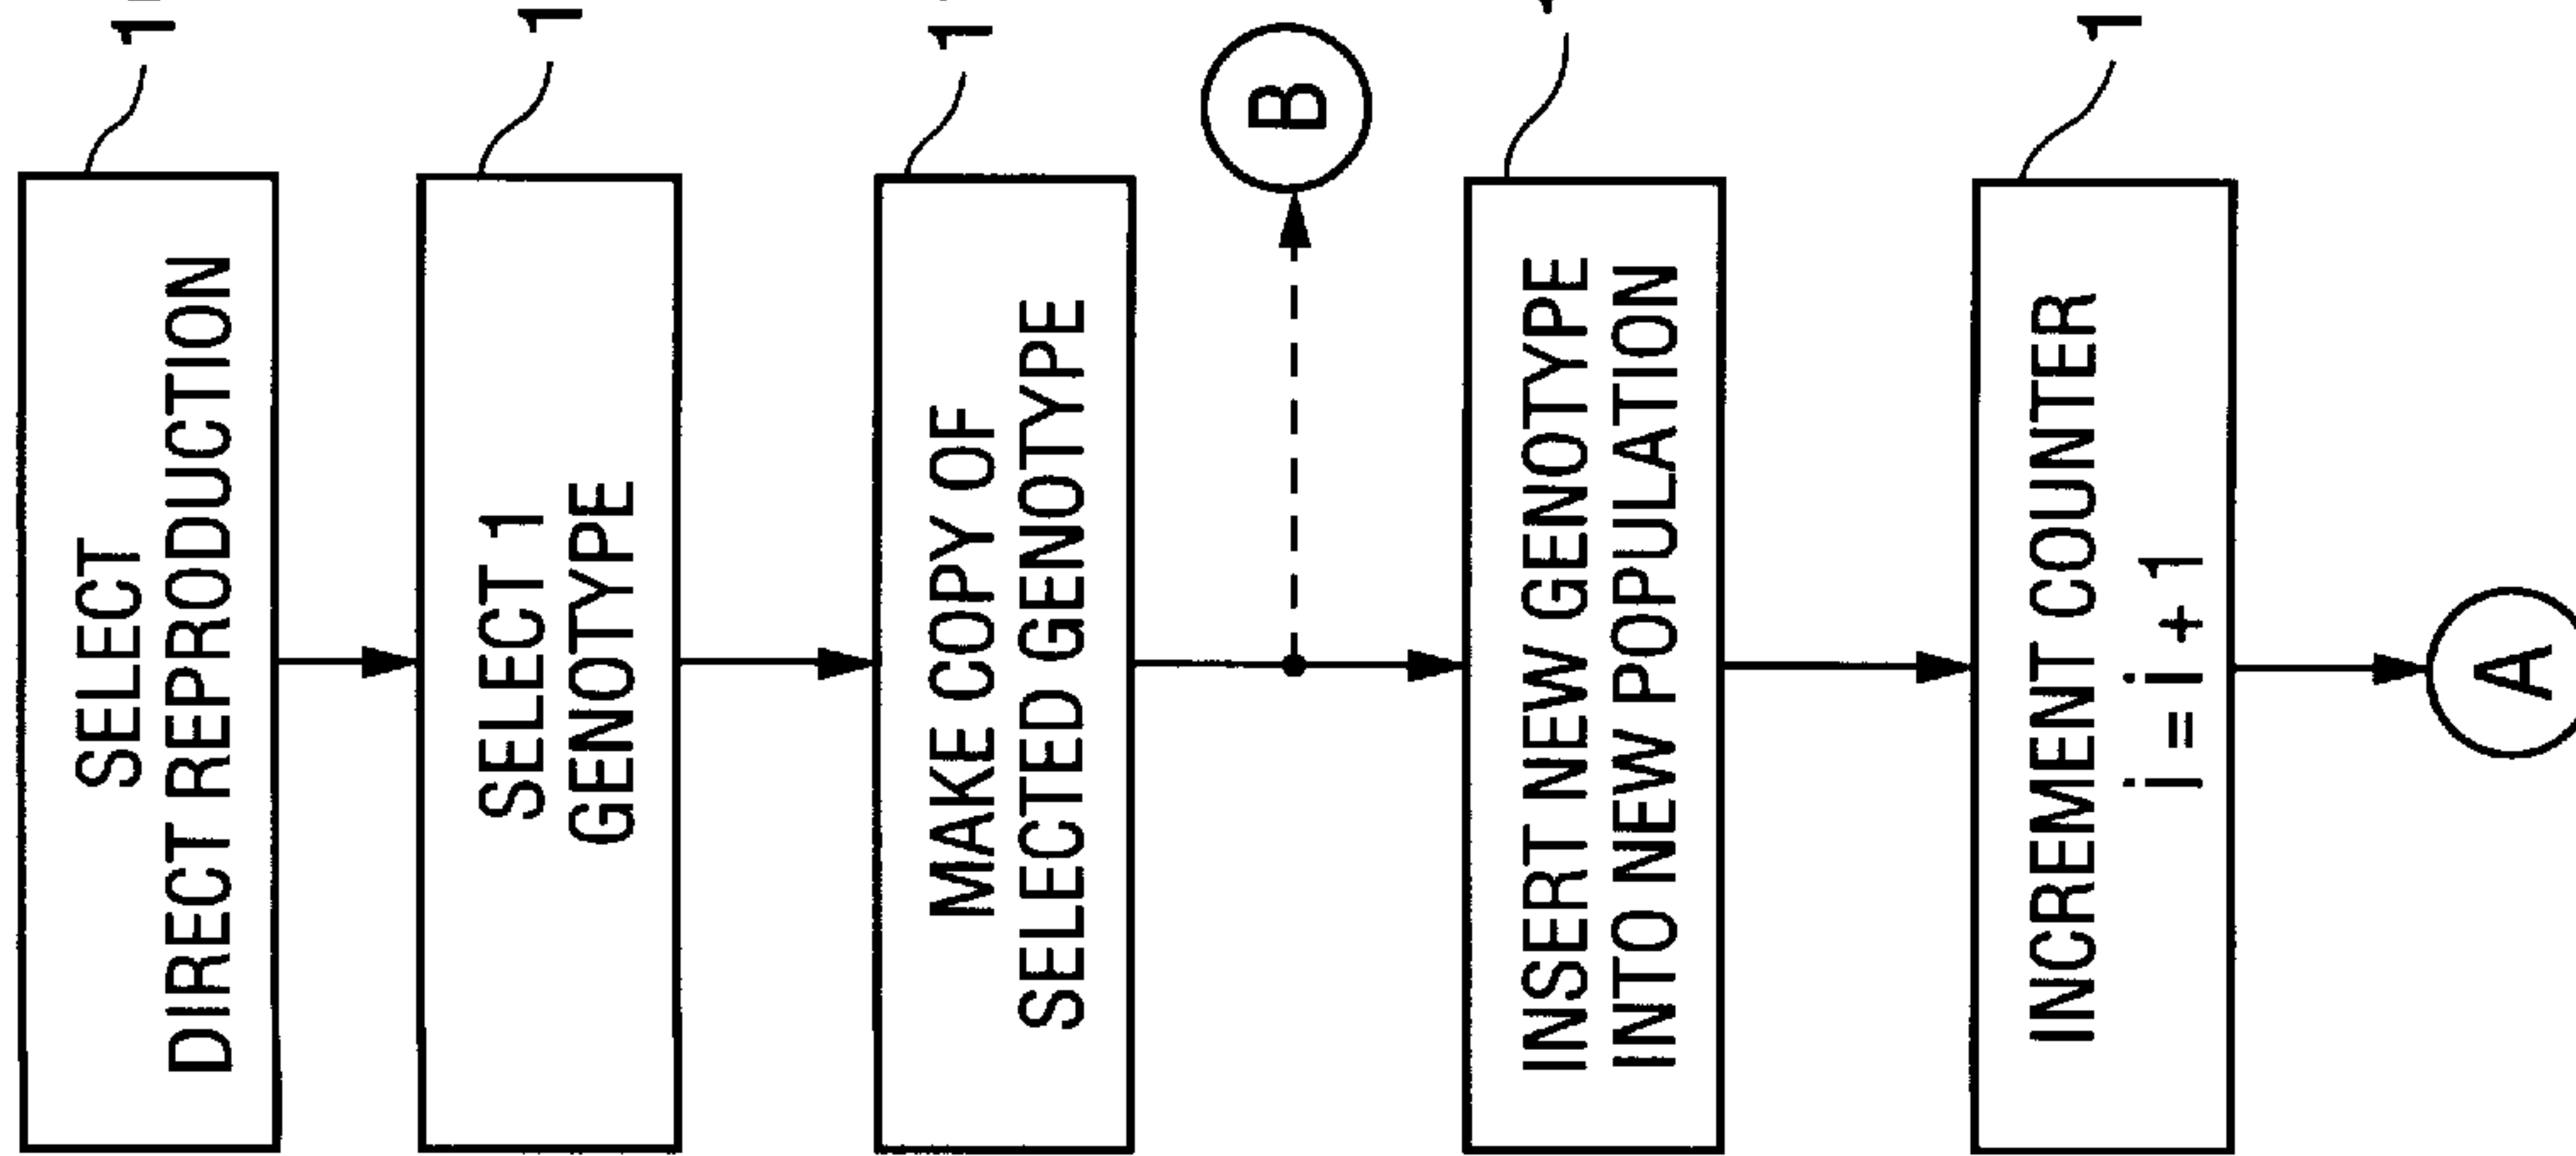 SELECT
DIRECT REPRODUCTION
SELECT 1
GENOTYPE
MAKE COPY OF
SELECTED GENOTYPE
B
INSERT NEW GENOTYPE
INTO NEW POPULATION
INCREMENT COUNTER
i = i + 1
A